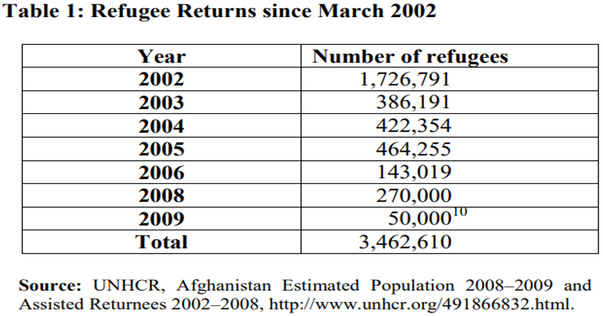 Table 1: Refugee Returns since March 2002
Year Number of refugees
2002 1,726,791
2003 386,191
2004 422,354
2005 464,255
2006 143,019
2008 270,000
2009 50,000¹⁰
Total 3,462,610
Source: UNHCR, Afghanistan Estimated Population 2008–2009 and
Assisted Returnees 2002–2008, http://www.unhcr.org/491866832.html.